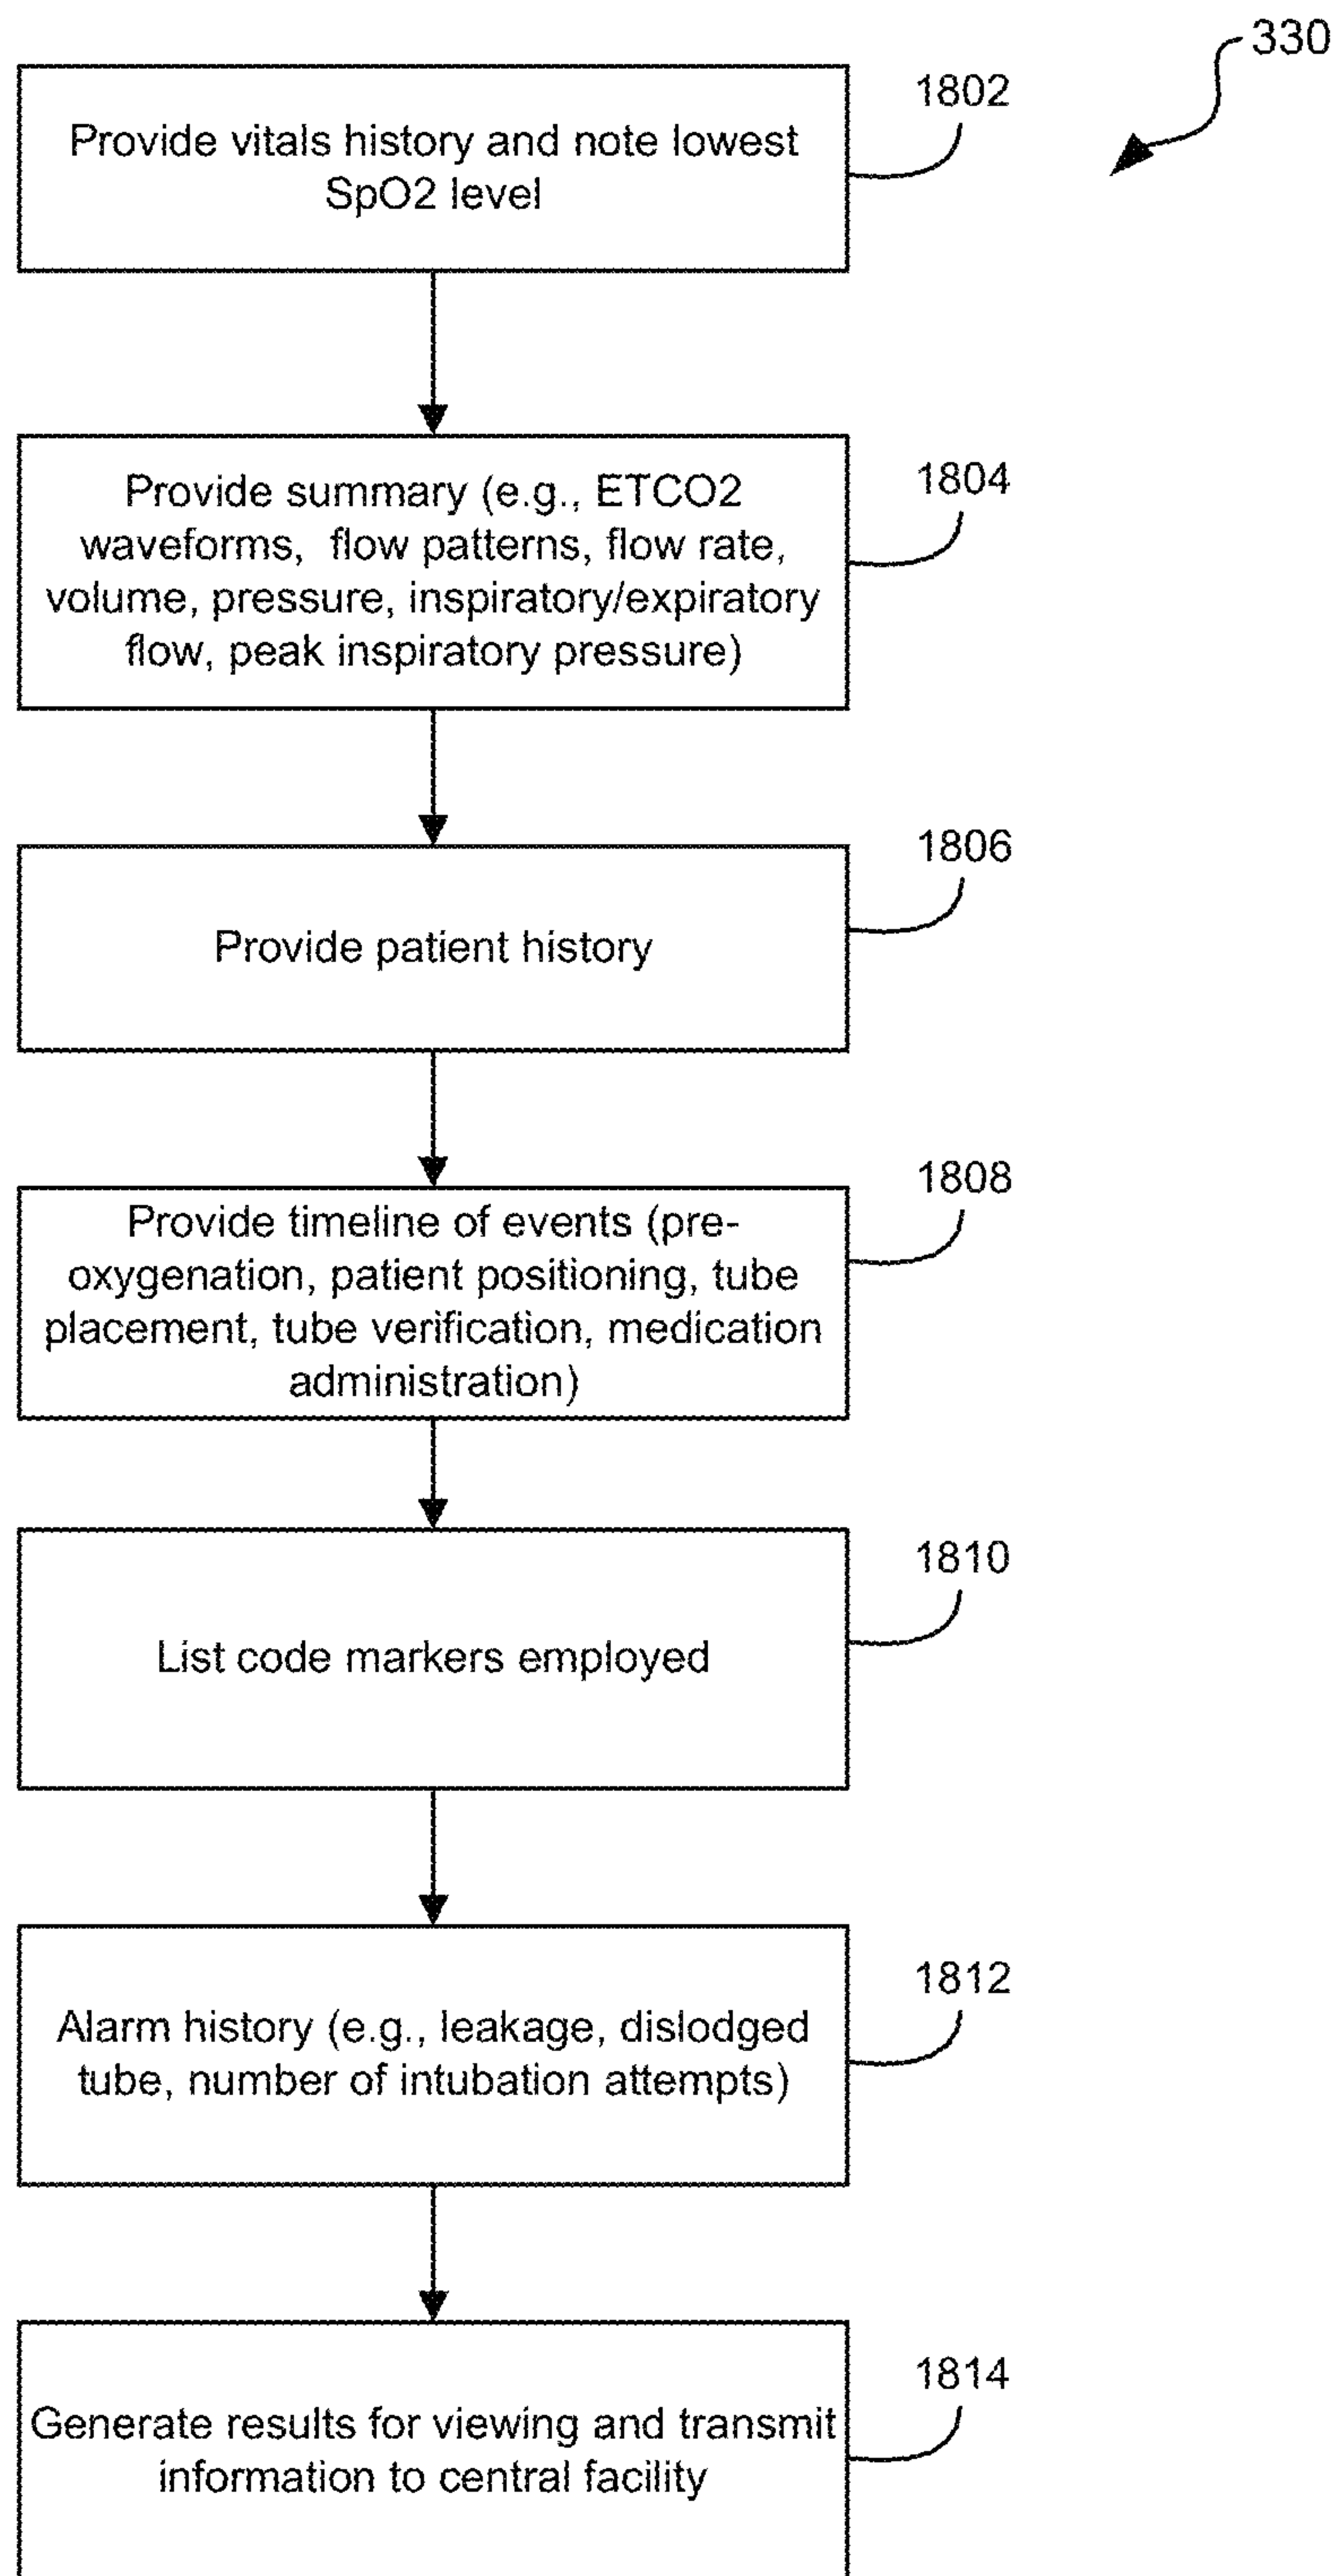 330
1802
Provide vitals history and note lowest
SpO2 level
1804
Provide summary (e.g., ETCO2
waveforms, flow patterns, flow rate,
volume, pressure, inspiratory/expiratory
flow, peak inspiratory pressure)
1806
Provide patient history
1808
Provide timeline of events (pre-
oxygenation, patient positioning, tube
placement, tube verification, medication
administration)
1810
List code markers employed
1812
Alarm history (e.g., leakage, dislodged
tube, number of intubation attempts)
1814
Generate results for viewing and transmit
information to central facility